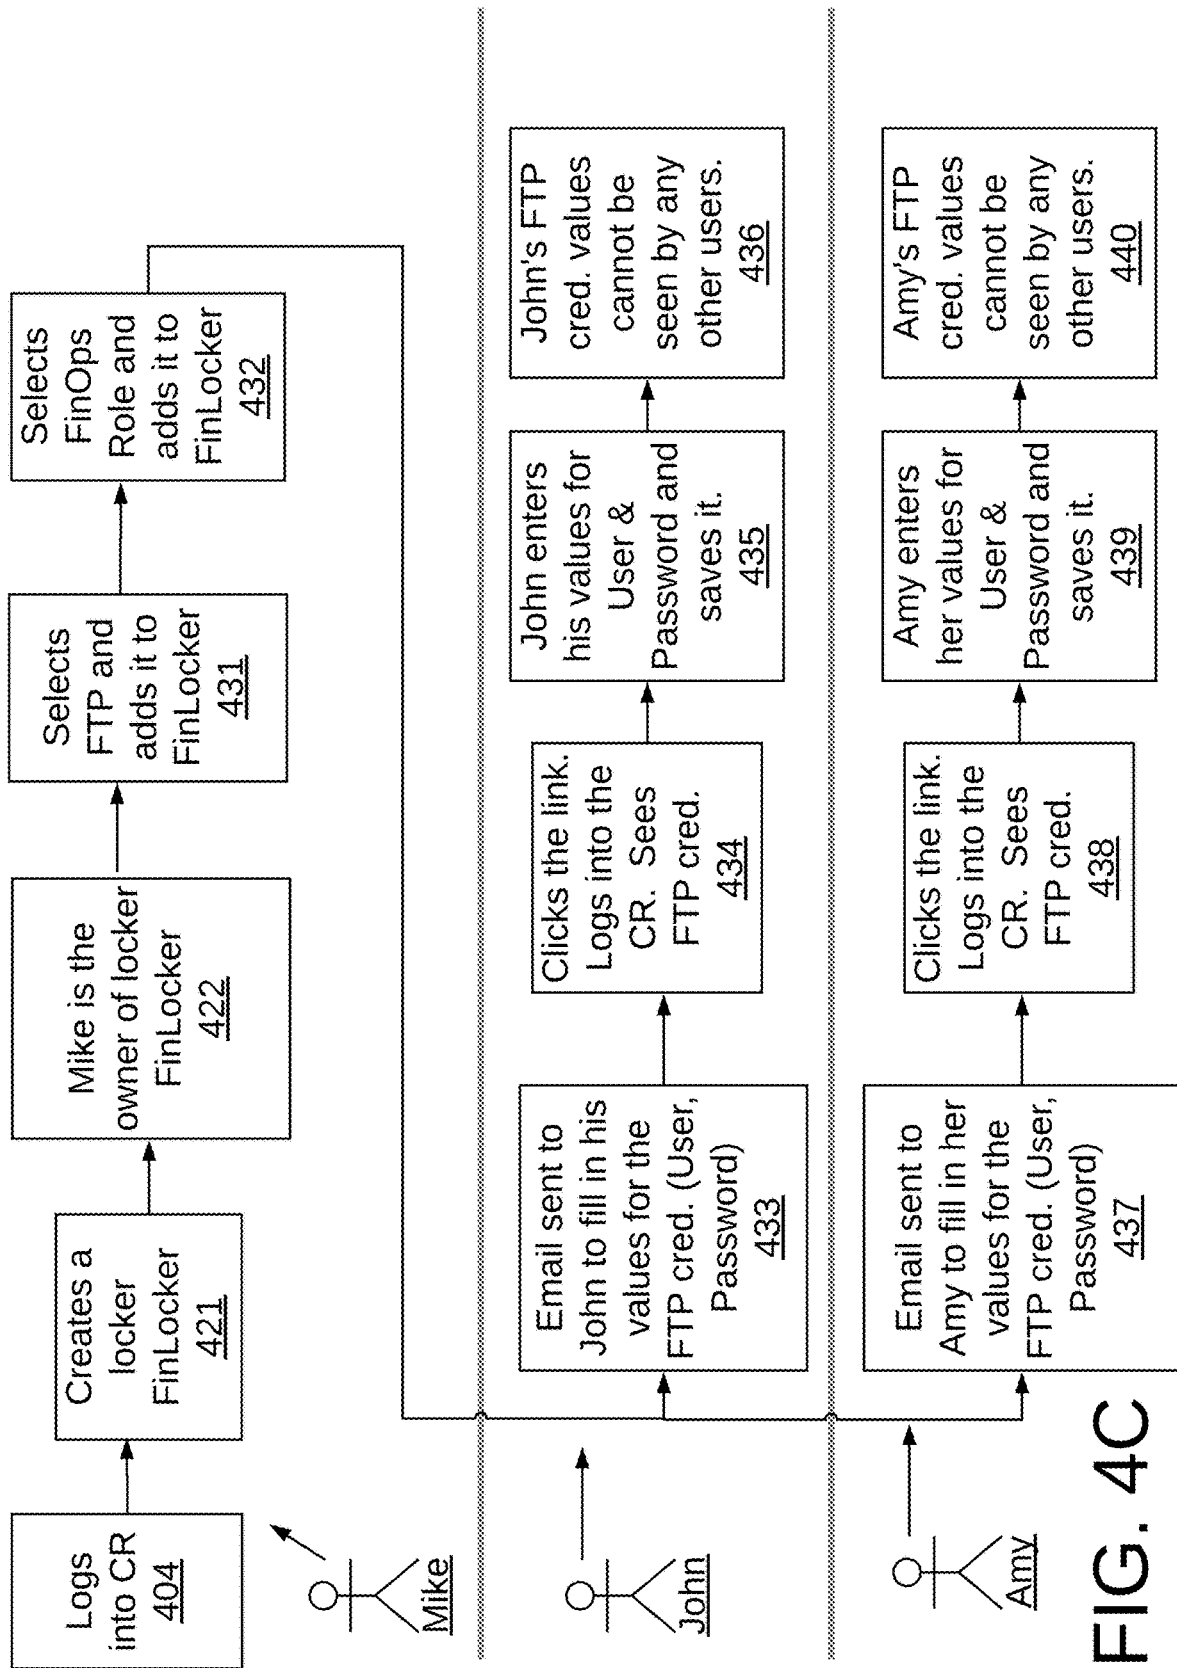 Logs
into CR
404
Creates a
locker
FinLocker
421
Mike is the
owner of locker
FinLocker
422
Selects
FTP and
adds it to
FinLocker
431
Selects
FinOps
Role and
adds it to
FinLocker
432
Mike
Email sent to
John to fill in his
values for the
FTP cred. (User,
Password)
433
Clicks the link.
Logs into the
CR. Sees
FTP cred.
434
John enters
his values for
User &
Password and
saves it.
435
John's FTP
cred. values
cannot be
seen by any
other users.
436
John
Email sent to
Amy to fill in her
values for the
FTP cred. (User,
Password)
437
Clicks the link.
Logs into the
CR. Sees
FTP cred.
438
Amy enters
her values for
User &
Password and
saves it.
439
Amy's FTP
cred. values
cannot be
seen by any
other users.
440
Amy
FIG. 4C